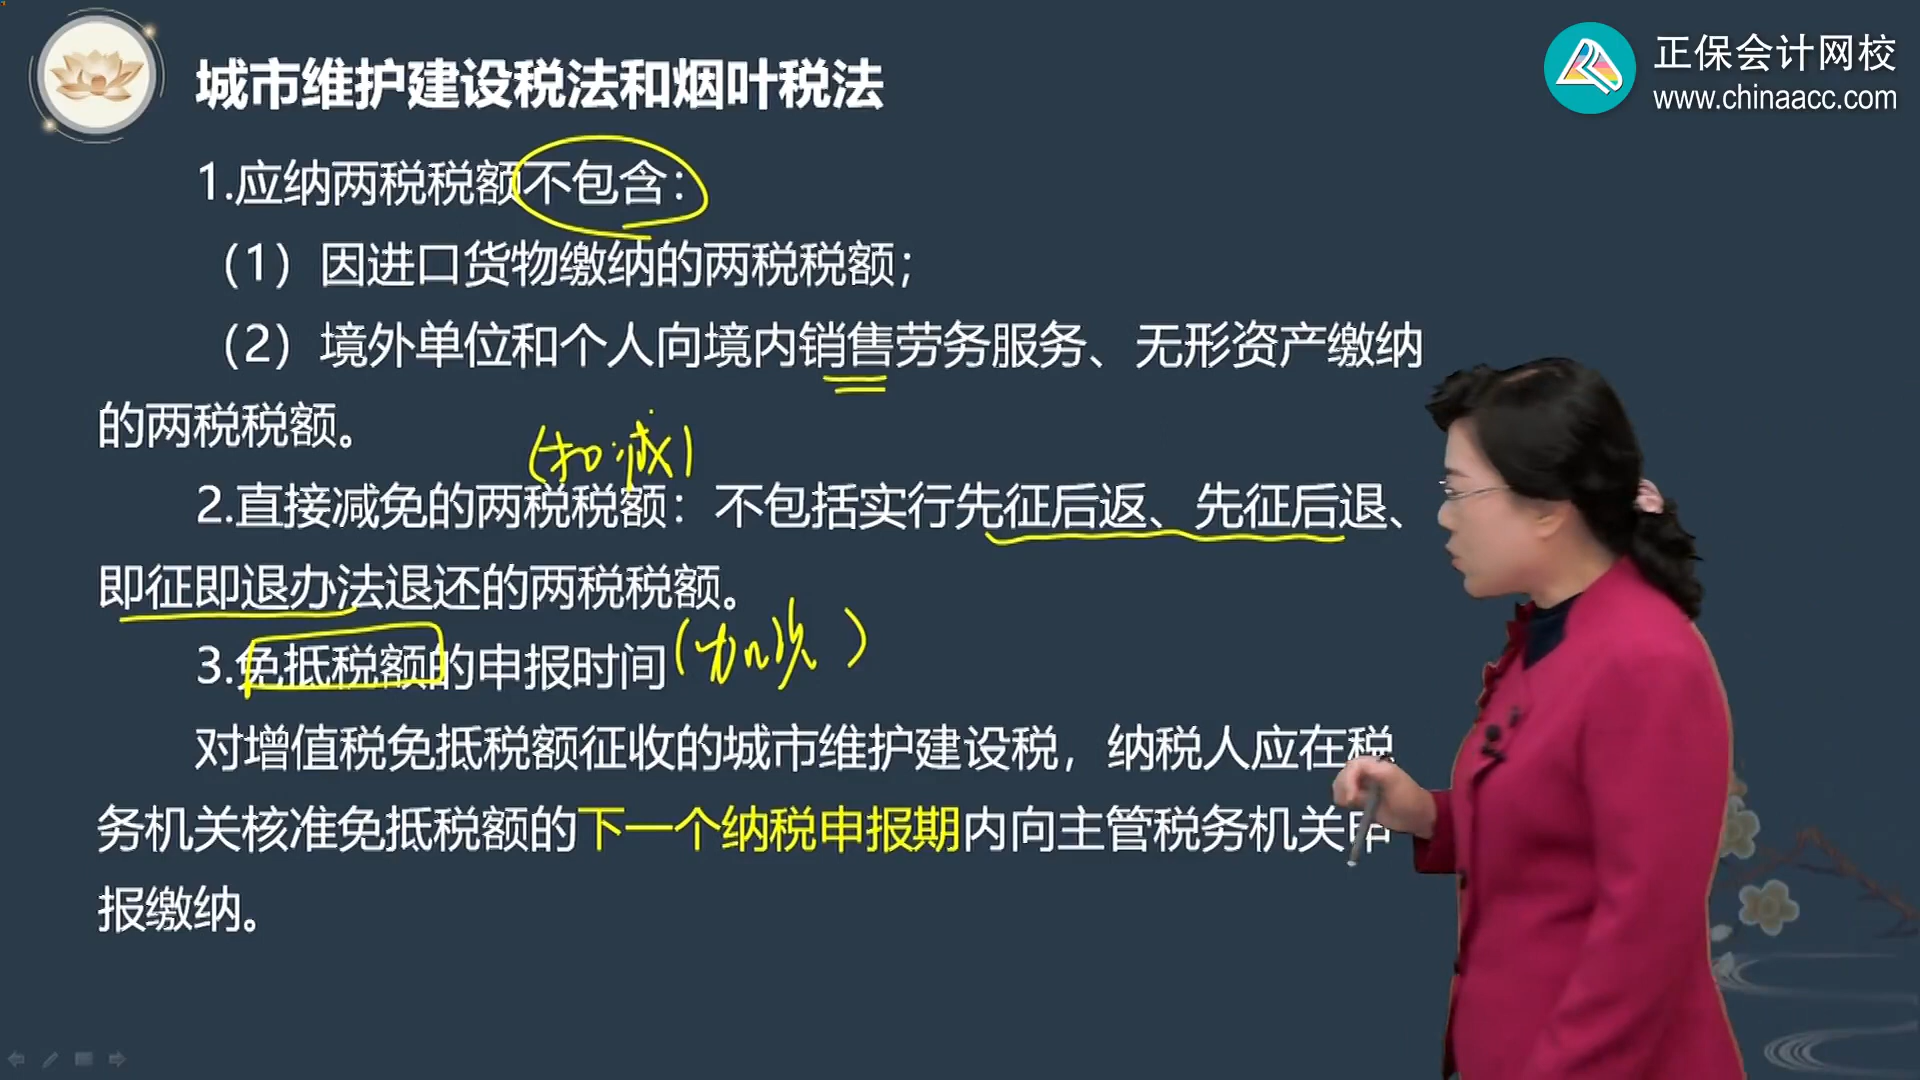 城市维护建设税法和烟叶税法
正保会计网校
www.chinaacc.com
1.应纳两税税额不包含：
（1）因进口货物缴纳的两税税额；
（2）境外单位和个人向境内销售劳务服务、无形资产缴纳
的两税税额。
(扣减)
2.直接减免的两税税额：不包括实行先征后返、先征后退、
即征即退办法退还的两税税额。
3.免抵税额的申报时间
对增值税免抵税额征收的城市维护建设税，纳税人应在税
务机关核准免抵税额的下一个纳税申报期内向主管税务机关申
报缴纳。